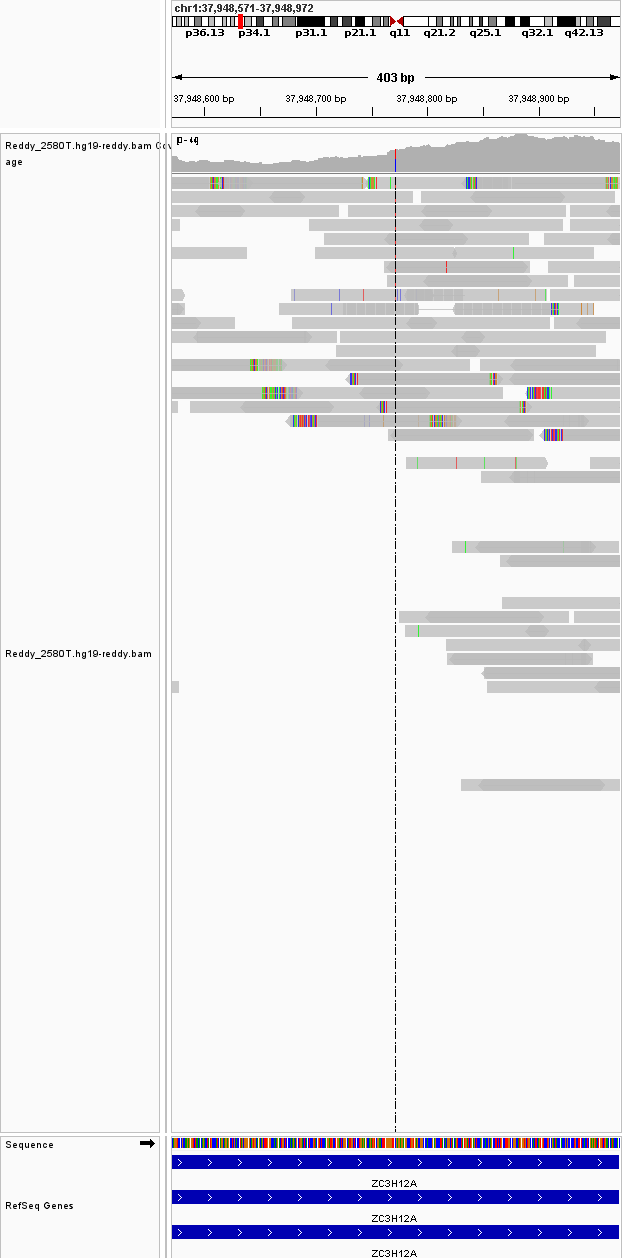 chr1:37,948,571-37,948,972
p36.13 p34.1 p31.1 p21.1 q11 q21.2 q25.1 q32.1 q42.13
403 bp
37,948,600 bp 37,948,700 bp 37,948,800 bp 37,948,900 bp
Reddy_2580T.hg19-reddy.bam Cov
age
Reddy_2580T.hg19-reddy.bam
Sequence
ZC3H12A
RefSeq Genes
ZC3H12A
ZC3H12A